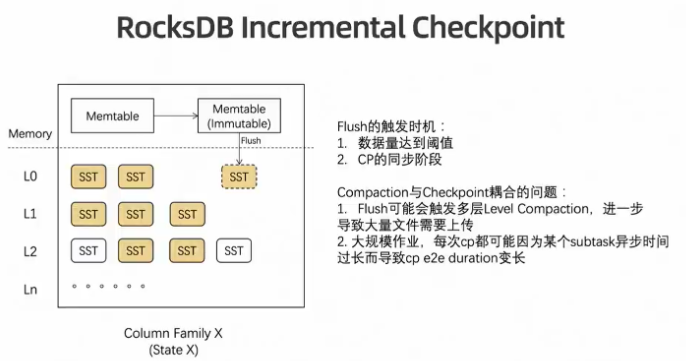 RocksDB Incremental Checkpoint
Memtable
Memtable
(Immutable)
Memory
Flush
L0
SST
SST
SST
L1
SST
SST
SST
L2
SST
SST
SST
SST
Ln
Column Family X
(State X)
Flush的触发时机：
1. 数据量达到阈值
2. CP的同步阶段
Compaction与Checkpoint耦合的问题：
1. Flush可能会触发多层Level Compaction，进一步
导致大量文件需要上传
2. 大规模作业，每次cp都可能因为某个subtask异步时间
过长而导致cp e2e duration变长